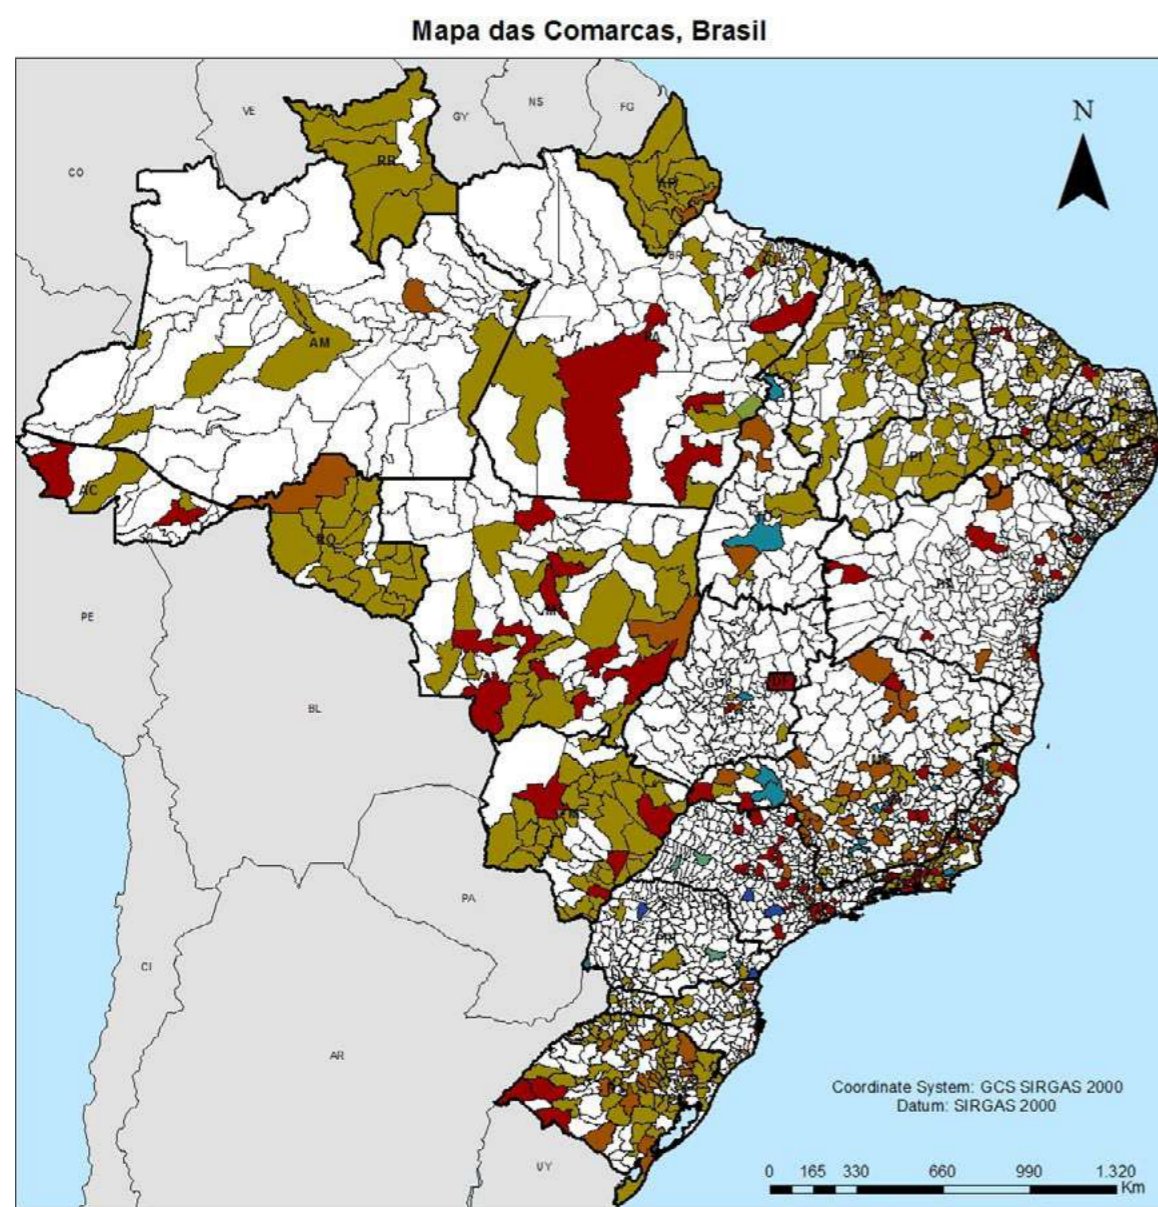 Mapa das Comarcas, Brasil
VE
GY
NS
FG
CO
N
RR
AP
AM
PA
PI
AC
RO
PE
BL
DF
PA
CI
AR
UY
Coordinate System: GCS SIRGAS 2000
Datum: SIRGAS 2000
0 165 330 660 990 1.320
Km